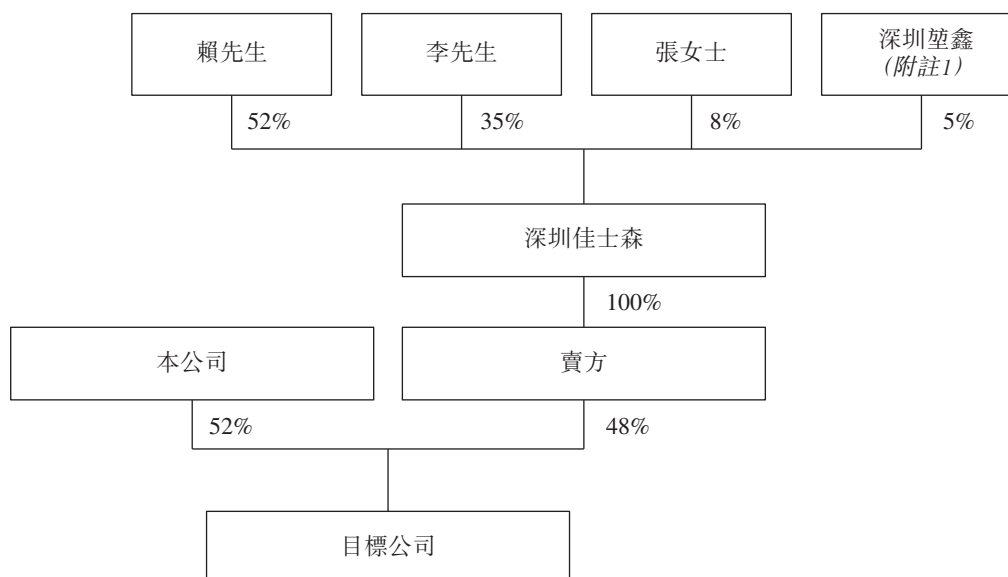 賴先生
李先生
張女士
深圳堃鑫
(附註1)
52%
35%
8%
5%
深圳佳士森
100%
本公司
賣方
52%
48%
目標公司